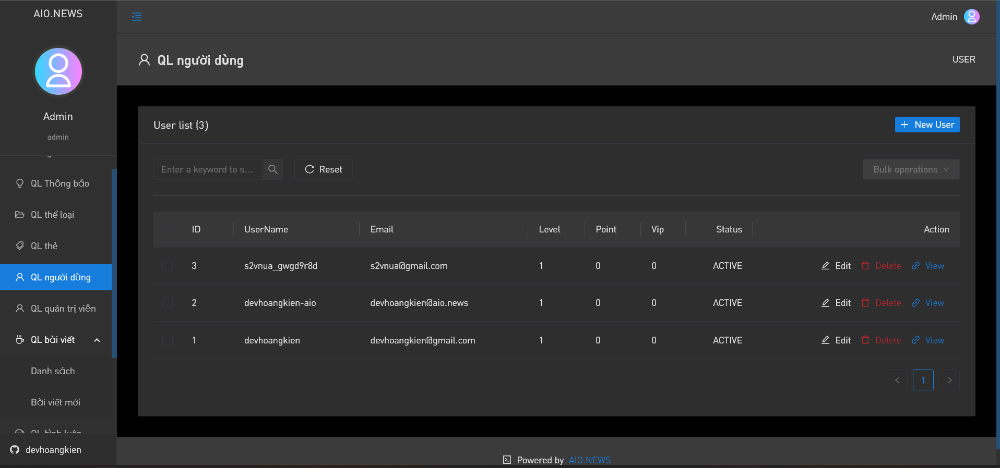 AIO.NEWS
Admin
Admin
admin
QL Thông báo
QL thể loại
QL thẻ
QL người dùng
QL quản trị viên
QL bài viết
Danh sách
Bài viết mới
QL bình luận
devhoangkien
QL người dùng
USER
User list (3)
New User
Enter a keyword to s...
Reset
Bulk operations
ID UserName Email Level Point Vip Status Action
3 s2vnua_gwgd9r8d s2vnua@gmail.com 1 0 0 ACTIVE Edit Delete View
2 devhoangkien-aio devhoangkien@aio.news 1 0 0 ACTIVE Edit Delete View
1 devhoangkien devhoangkien@gmail.com 1 0 0 ACTIVE Edit Delete View
1
Powered by AIO.NEWS